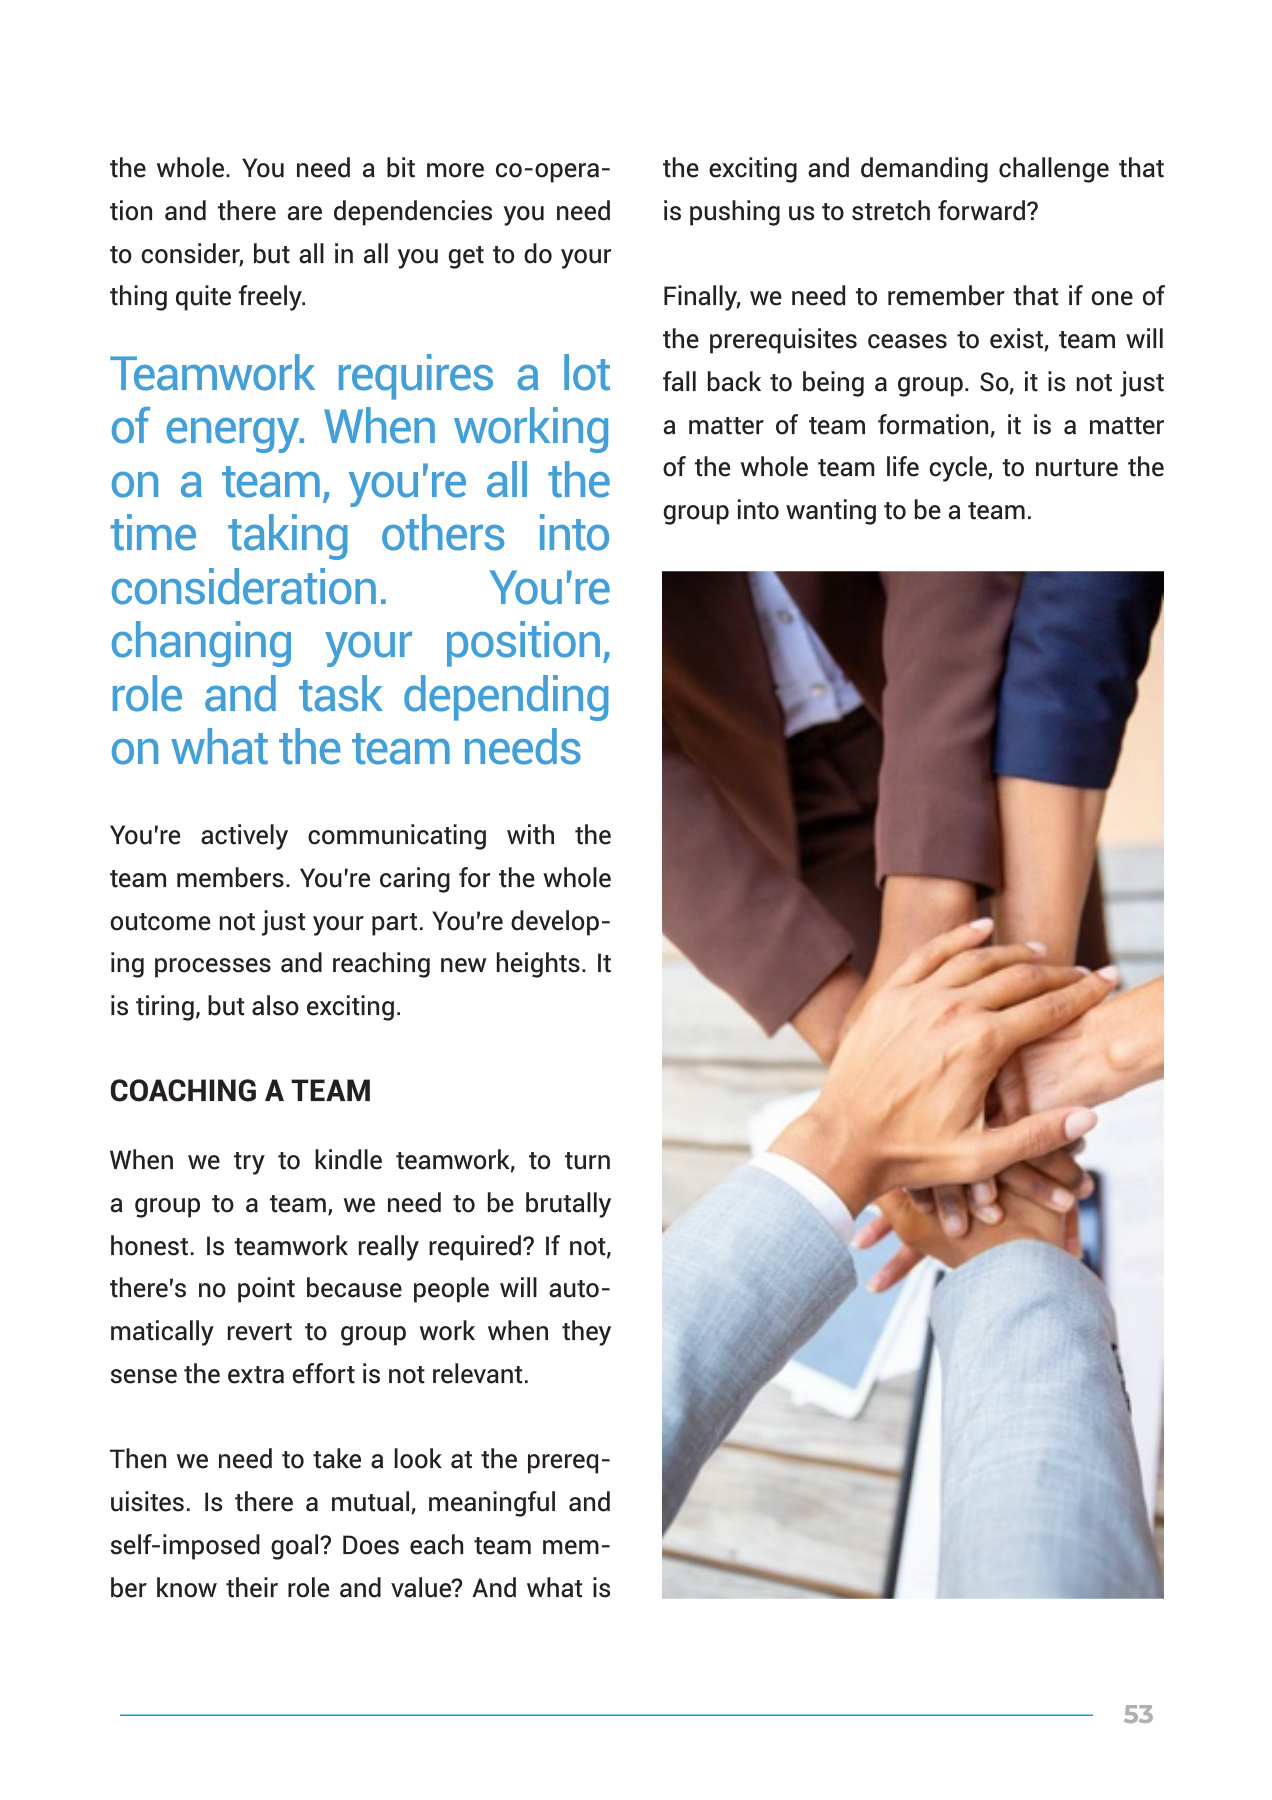 the whole. You need a bit more co-opera-
tion and there are dependencies you need
to consider, but all in all you get to do your
thing quite freely.
Teamwork requires a lot
of energy. When working
on a team, you're all the
time taking others into
consideration. You're
changing your position,
role and task depending
on what the team needs
You're actively communicating with the
team members. You're caring for the whole
outcome not just your part. You're develop-
ing processes and reaching new heights. It
is tiring, but also exciting.
COACHING A TEAM
When we try to kindle teamwork, to turn
a group to a team, we need to be brutally
honest. Is teamwork really required? If not,
there's no point because people will auto-
matically revert to group work when they
sense the extra effort is not relevant.
Then we need to take a look at the prereq-
uisites. Is there a mutual, meaningful and
self-imposed goal? Does each team mem-
ber know their role and value? And what is
the exciting and demanding challenge that
is pushing us to stretch forward?
Finally, we need to remember that if one of
the prerequisites ceases to exist, team will
fall back to being a group. So, it is not just
a matter of team formation, it is a matter
of the whole team life cycle, to nurture the
group into wanting to be a team.
53